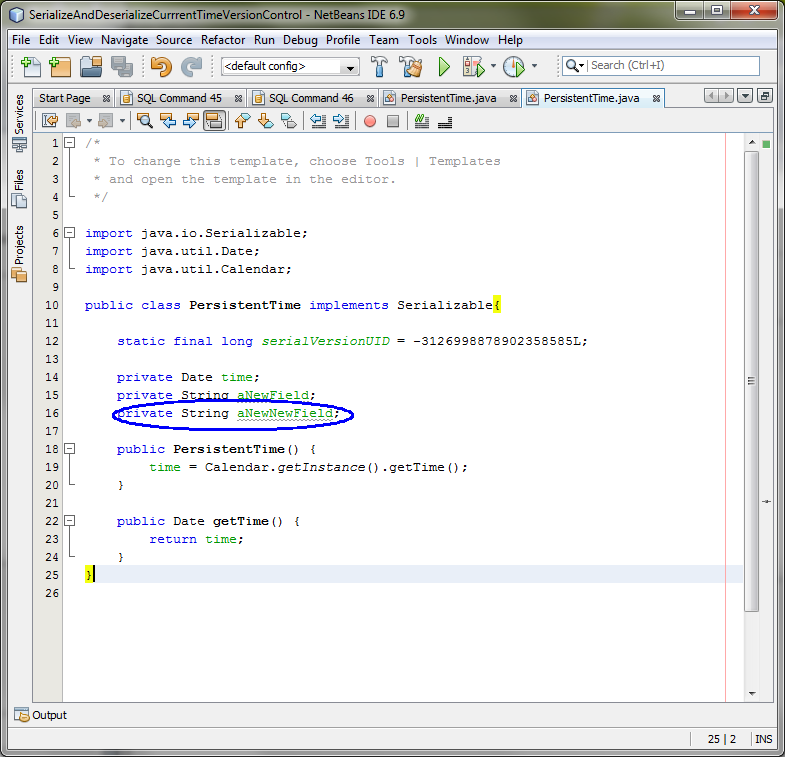 SerializeAndDeserializeCurrrentTimeVersionControl - NetBeans IDE 6.9
File Edit View Navigate Source Refactor Run Debug Profile Team Tools Window Help
<default config>
Search (Ctrl+I)
Services
Files
Projects
Start Page
SQL Command 45
SQL Command 46
PersistentTime.java
PersistentTime.java
1 /*
2 * To change this template, choose Tools | Templates
3 * and open the template in the editor.
4 */
5
6 import java.io.Serializable;
7 import java.util.Date;
8 import java.util.Calendar;
9
10 public class PersistentTime implements Serializable{
11
12 static final long serialVersionUID = -3126998878902358585L;
13
14 private Date time;
15 private String aNewField;
16 private String aNewNewField;
17
18 public PersistentTime() {
19 time = Calendar.getInstance().getTime();
20 }
21
22 public Date getTime() {
23 return time;
24 }
25 }
26
Output
25 | 2 INS